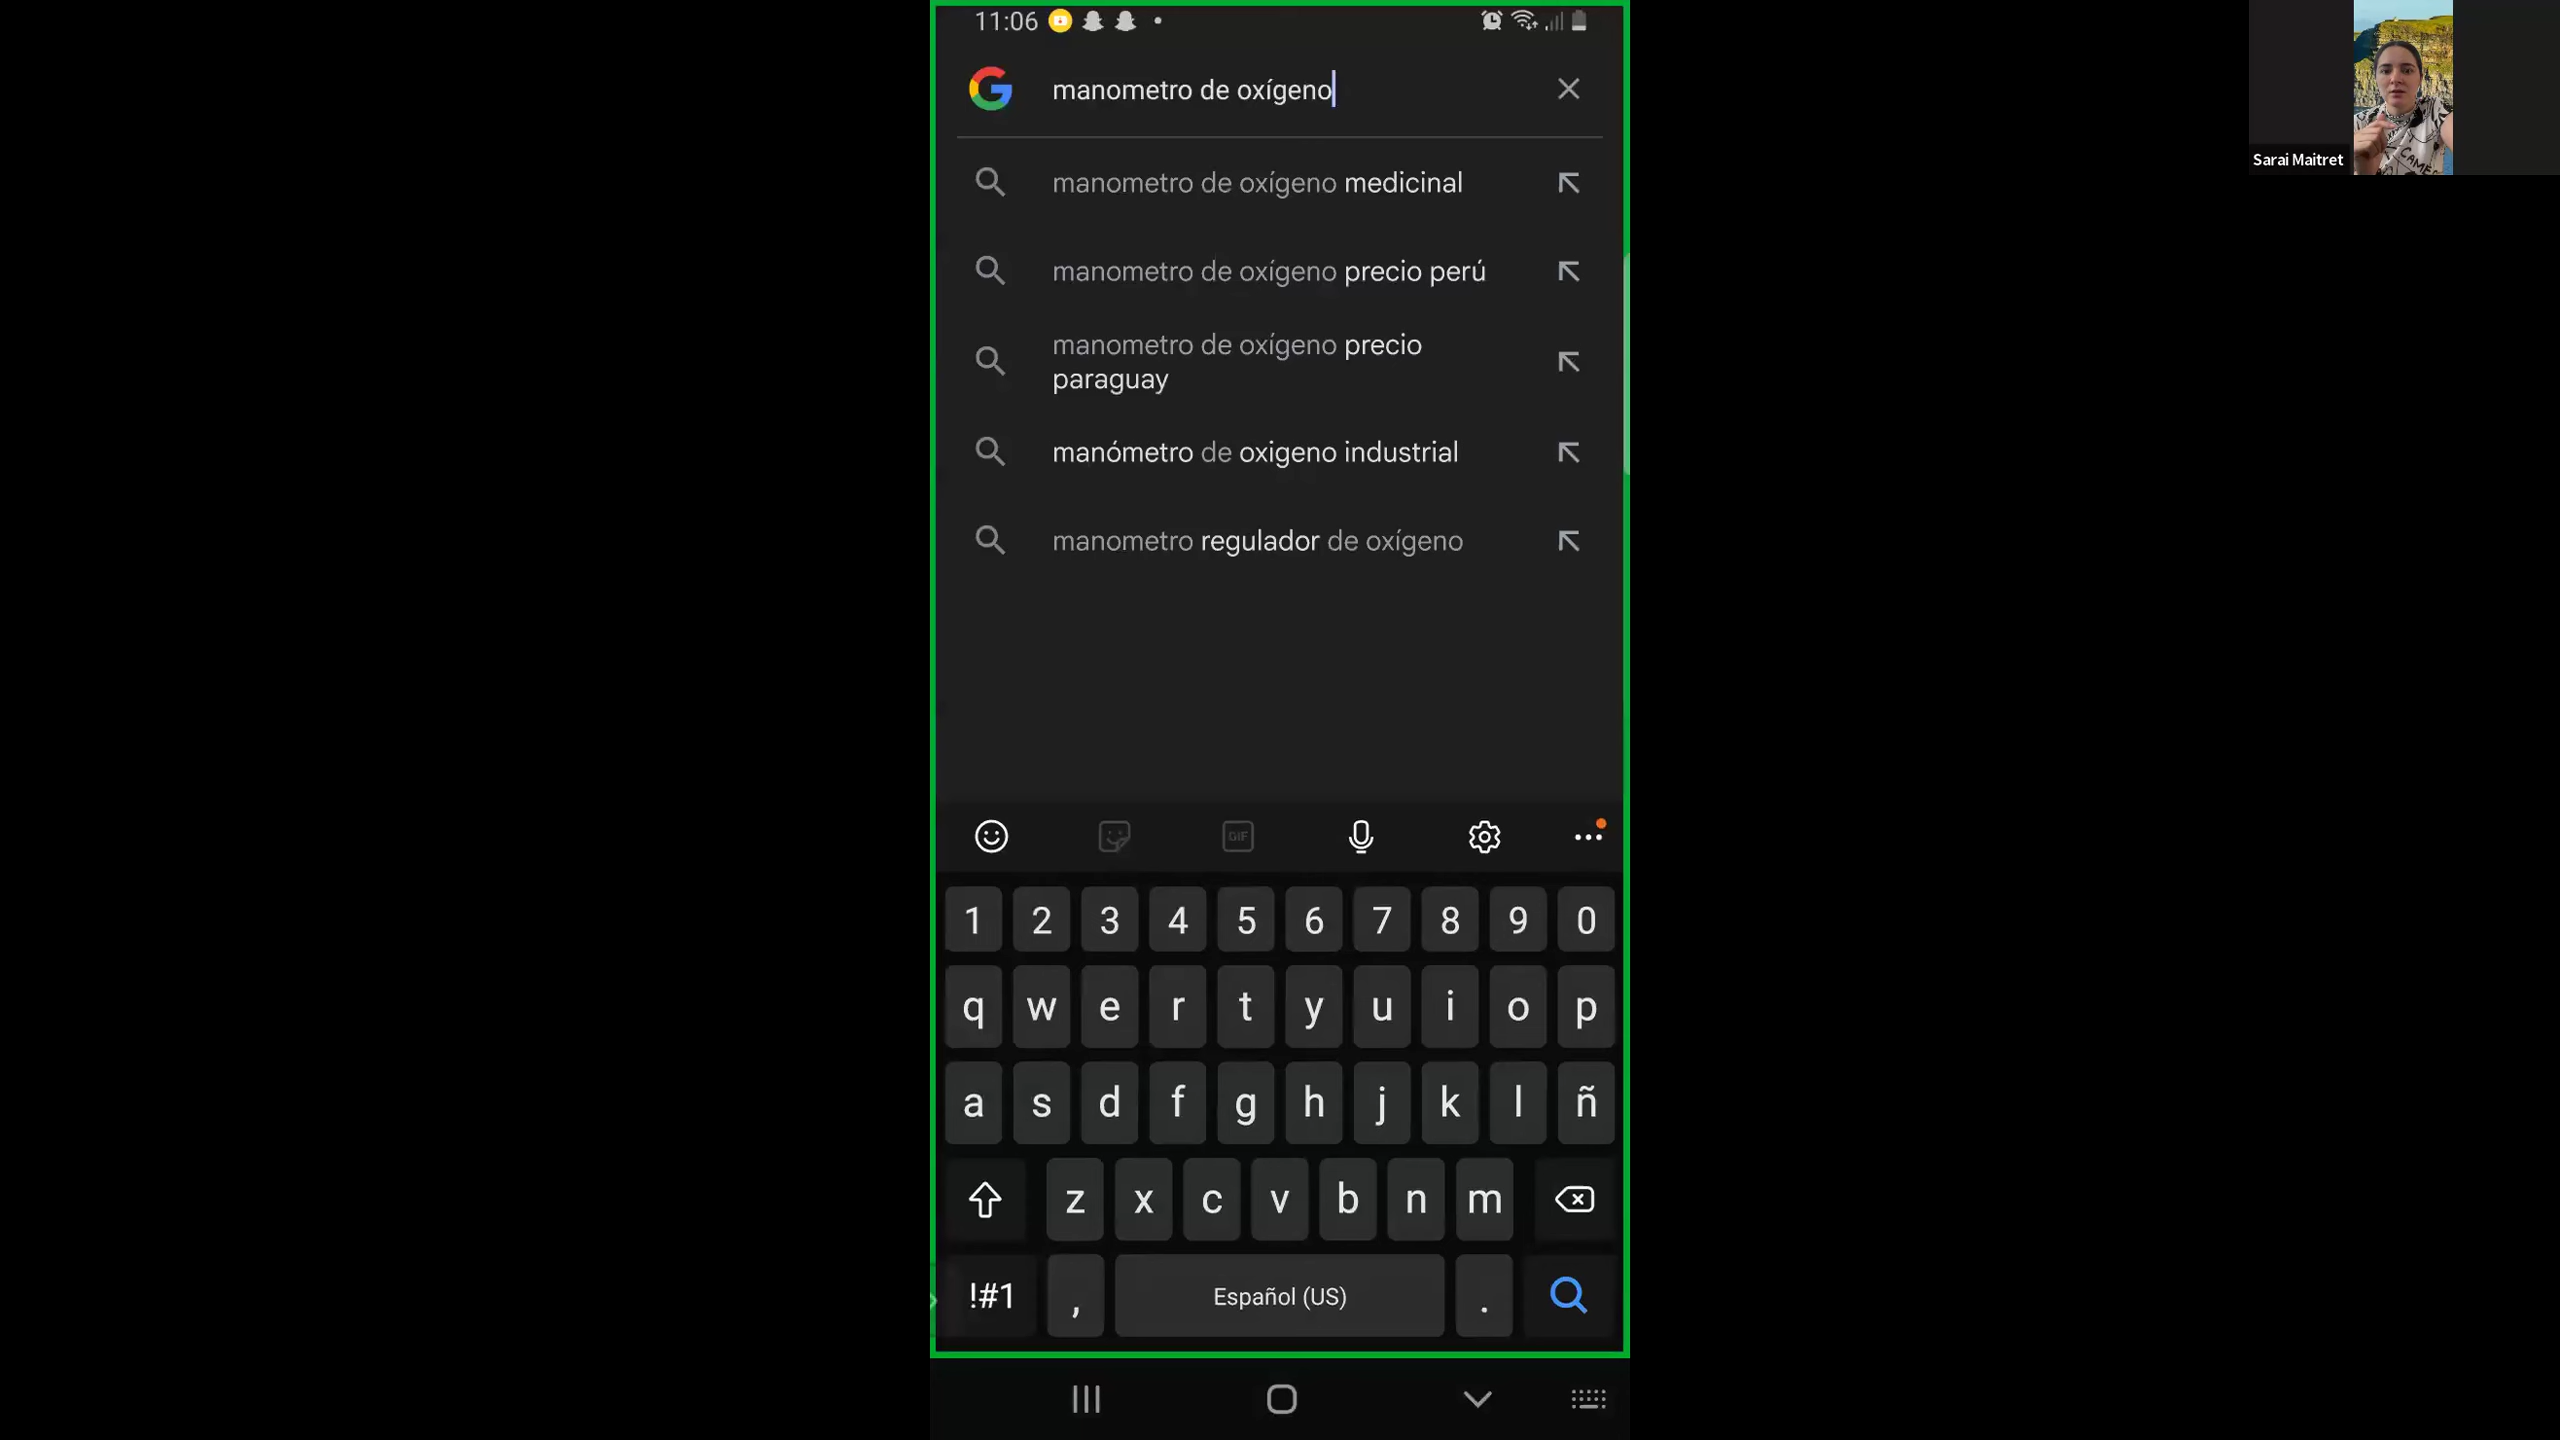 11:06
manometro de oxígeno
manometro de oxígeno medicinal
manometro de oxígeno precio perú
manometro de oxígeno precio
paraguay
manómetro de oxigeno industrial
manometro regulador de oxígeno
GIF
1 2 3 4 5 6 7 8 9 0
q w e r t y u i o p
a s d f g h j k l ñ
z x c v b n m
!#1 , Español (US) .
Sarai Maitret
CAME